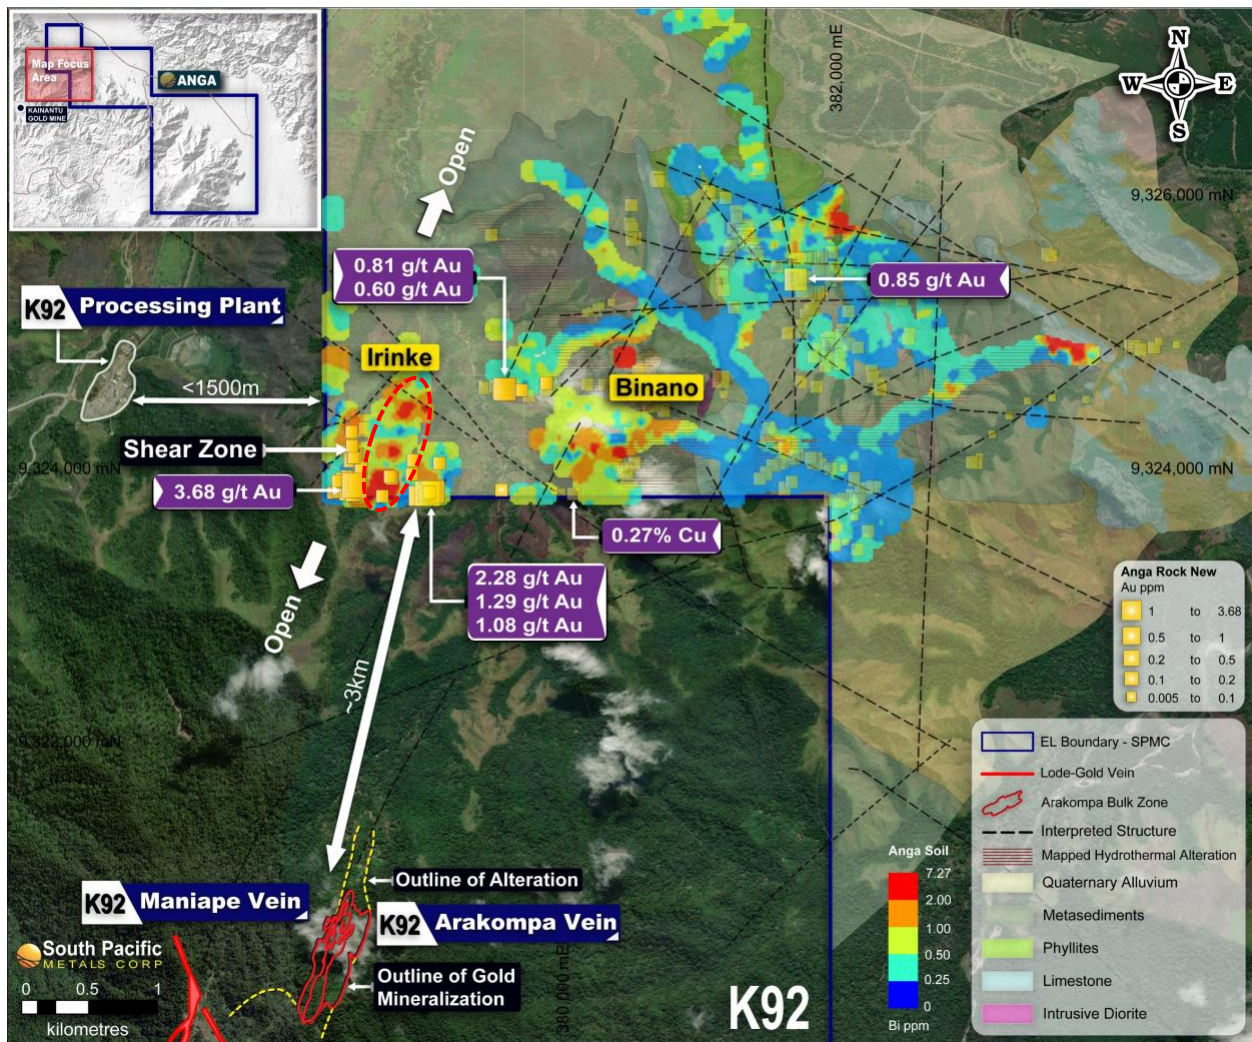 Map Focus
Area
ANGA
KAINANTU
GOLD MINE
N
W
E
S
382,000 mE
9,326,000 mN
Open
0.81 g/t Au
0.60 g/t Au
0.85 g/t Au
K92 Processing Plant
<1500m
Irinke
Binano
Shear Zone
9,324,000 mN
9,324,000 mN
3.68 g/t Au
0.27% Cu
2.28 g/t Au
1.29 g/t Au
1.08 g/t Au
Open
~3km
9,322,000 mN
Anga Rock New
Au ppm
1 to 3.68
0.5 to 1
0.2 to 0.5
0.1 to 0.2
0.005 to 0.1
EL Boundary - SPMC
Lode-Gold Vein
Arakompa Bulk Zone
Interpreted Structure
Mapped Hydrothermal Alteration
Quaternary Alluvium
Metasediments
Phyllites
Limestone
Intrusive Diorite
Anga Soil
7.27
2.00
1.00
0.50
0.25
0
Bi ppm
Outline of Alteration
K92 Maniape Vein
K92 Arakompa Vein
Outline of Gold
Mineralization
380,000 mE
K92
South Pacific
METALS CORP
0 0.5 1
kilometres